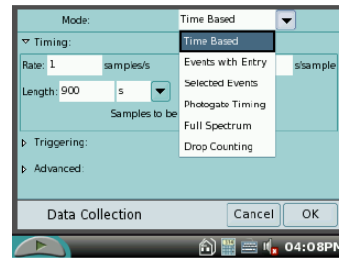 Mode: Time Based
Timing: Time Based
Rate: 1 samples/s Events with Entry s/sample
Selected Events
Length: 900 s Photogate Timing
Samples to be Full Spectrum
Triggering: Drop Counting
Advanced:
Data Collection Cancel OK
04:08PM